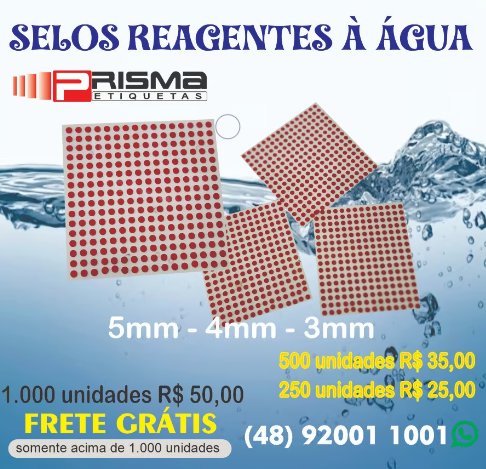 SELOS REAGENTES À ÁGUA
PRISMA
ETIQUETAS
5mm - 4mm - 3mm
500 unidades R$ 35,00
1.000 unidades R$ 50,00
250 unidades R$ 25,00
FRETE GRÁTIS
somente acima de 1.000 unidades
(48) 92001 1001